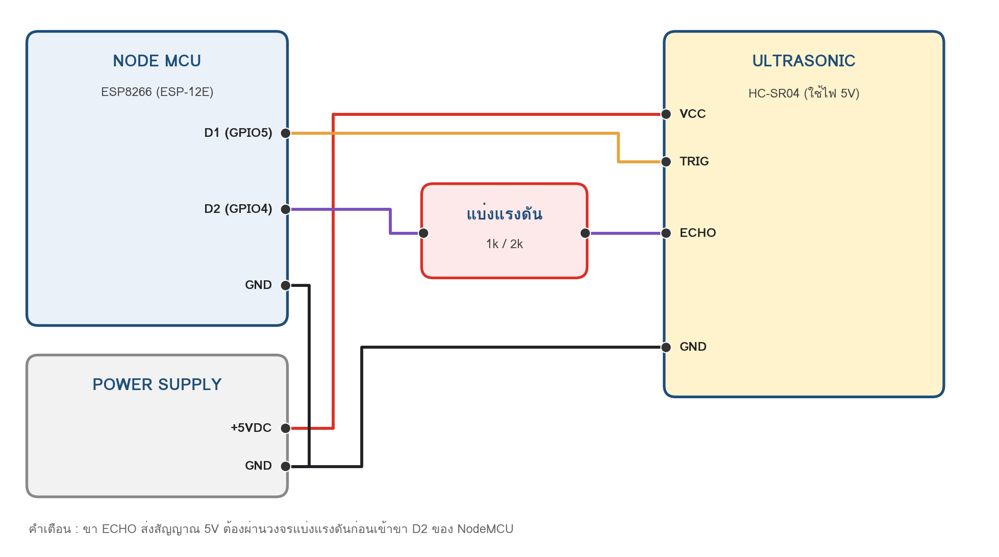 NODE MCU
ESP8266 (ESP-12E)
D1 (GPIO5)
D2 (GPIO4)
GND
POWER SUPPLY
+5VDC
GND
แบ่งแรงดัน
1k / 2k
ULTRASONIC
HC-SR04 (ใช้ไฟ 5V)
VCC
TRIG
ECHO
GND
คำเตือน : ขา ECHO ส่งสัญญาณ 5V ต้องผ่านวงจรแบ่งแรงดันก่อนเข้าขา D2 ของ NodeMCU